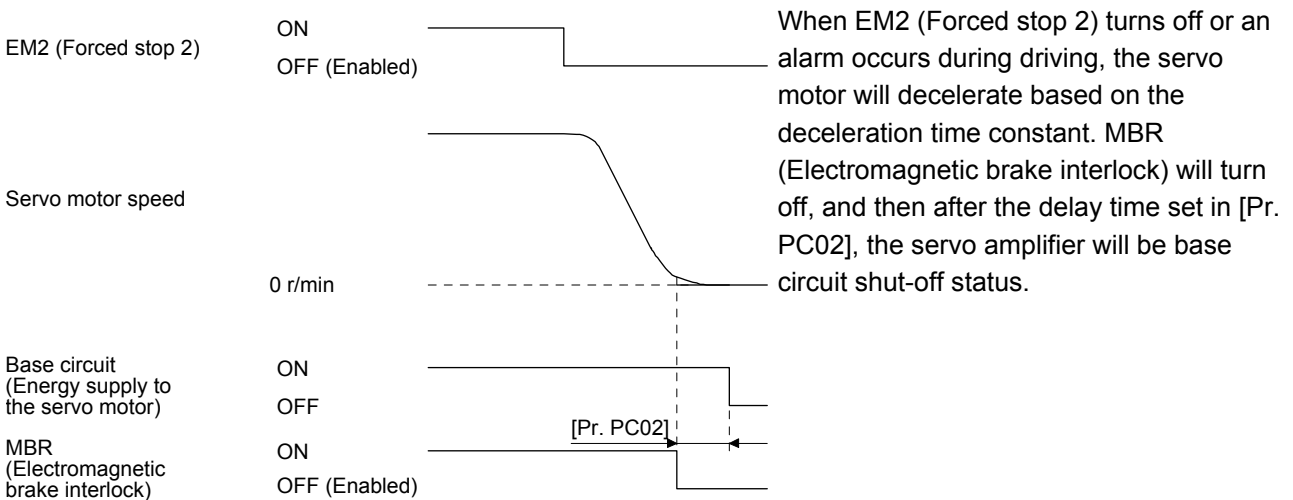 EM2 (Forced stop 2)
ON
OFF (Enabled)
Servo motor speed
0 r/min
Base circuit
(Energy supply to
the servo motor)
ON
OFF
[Pr. PC02]
MBR
(Electromagnetic
brake interlock)
ON
OFF (Enabled)
When EM2 (Forced stop 2) turns off or an
alarm occurs during driving, the servo
motor will decelerate based on the
deceleration time constant. MBR
(Electromagnetic brake interlock) will turn
off, and then after the delay time set in [Pr.
PC02], the servo amplifier will be base
circuit shut-off status.